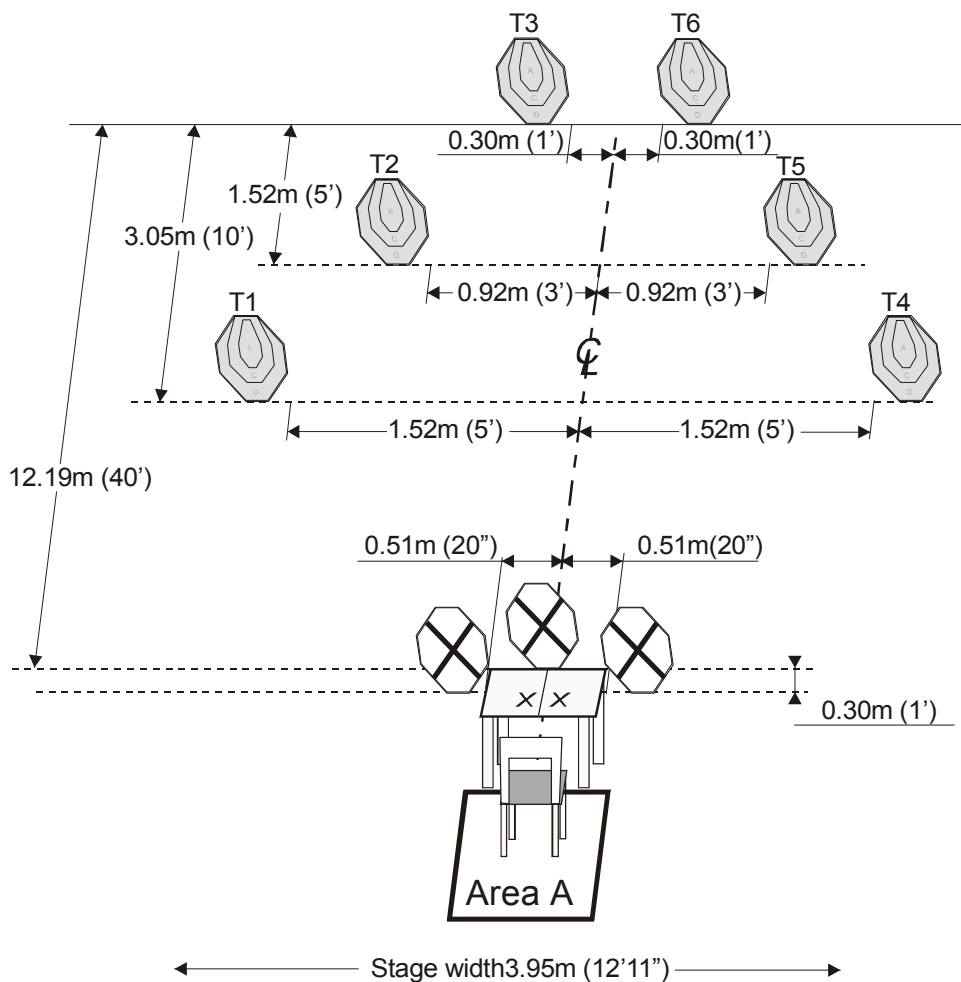 T3
T6
A
C
D
A
C
D
0.30m (1’)
0.30m(1’)
T2
T5
1.52m (5’)
A
C
D
A
C
D
3.05m (10’)
0.92m (3’)
0.92m (3’)
T1
T4
A
C
D
A
C
D
℄
1.52m (5’)
1.52m (5’)
12.19m (40’)
0.51m (20”)
0.51m(20”)
X X
0.30m (1’)
Area A
Stage width3.95m (12’11”)